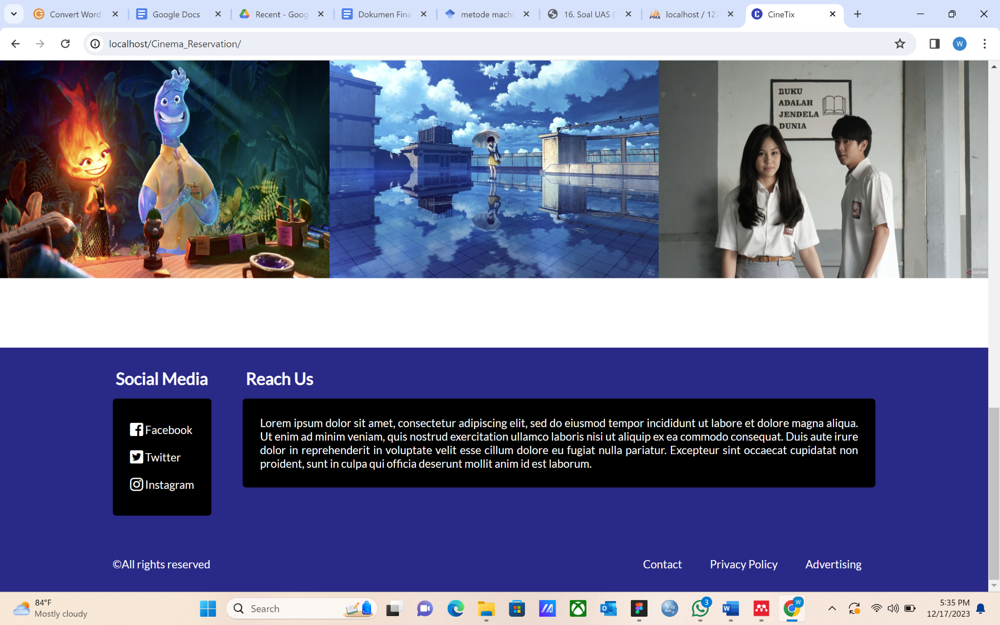 Convert Word
Google Docs
Recent - Goog
Dokumen Fina
metode machi
16. Soal UAS (
localhost / 127
CineTix
localhost/Cinema_Reservation/
W
BUKU
ADALAH
JENDELA
DUNIA
ANTARA
Social Media
Reach Us
Facebook
Twitter
Instagram
Lorem ipsum dolor sit amet, consectetur adipiscing elit, sed do eiusmod tempor incididunt ut labore et dolore magna aliqua.
Ut enim ad minim veniam, quis nostrud exercitation ullamco laboris nisi ut aliquip ex ea commodo consequat. Duis aute irure
dolor in reprehenderit in voluptate velit esse cillum dolore eu fugiat nulla pariatur. Excepteur sint occaecat cupidatat non
proident, sunt in culpa qui officia deserunt mollit anim id est laborum.
©All rights reserved
Contact
Privacy Policy
Advertising
84°F
Mostly cloudy
Search
3
W
5:35 PM
12/17/2023